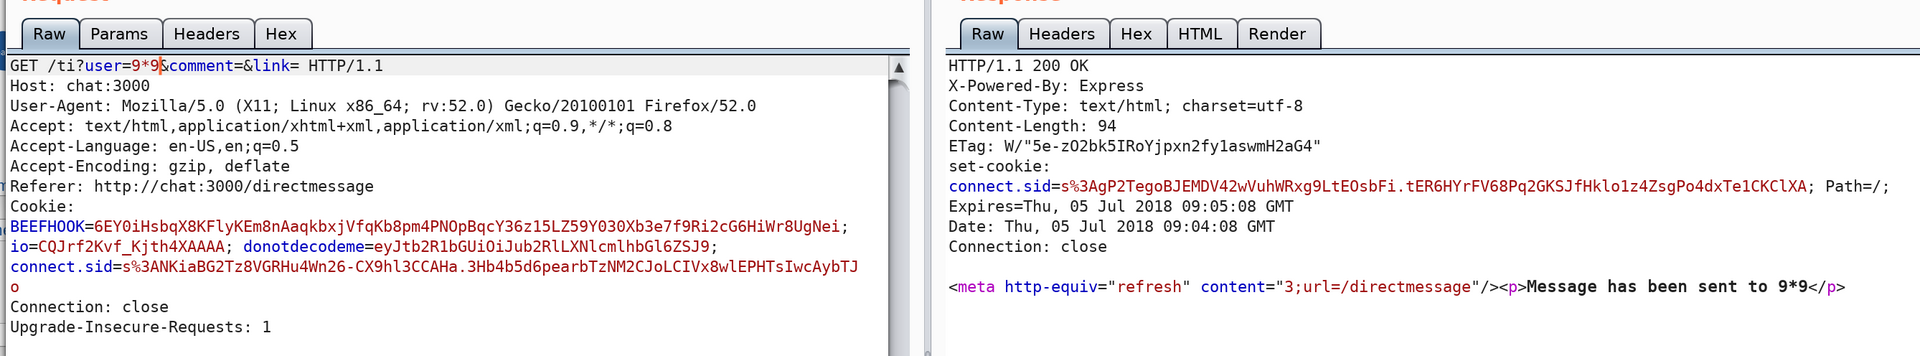 Raw Params Headers Hex
GET /ti?user=9*9&comment=&link= HTTP/1.1
Host: chat:3000
User-Agent: Mozilla/5.0 (X11; Linux x86_64; rv:52.0) Gecko/20100101 Firefox/52.0
Accept: text/html,application/xhtml+xml,application/xml;q=0.9,*/*;q=0.8
Accept-Language: en-US,en;q=0.5
Accept-Encoding: gzip, deflate
Referer: http://chat:3000/directmessage
Cookie:
BEEFHOOK=6EY0iHsbqX8KFlyKEm8nAaqkbxjVfqKb8pm4PNOpBqcY36z15LZ59Y030Xb3e7f9Ri2cG6HiWr8UgNei;
io=CQJrf2Kvf_Kjth4XAAAA; donotdecodeme=eyJtb2R1bGUiOiJub2RlLXNlcmlhbGl6ZSJ9;
connect.sid=s%3ANKiaBG2Tz8VGRHu4Wn26-CX9hl3CCAHa.3Hb4b5d6pearbTzNM2CJoLCIVx8wlEPHTsIwcAybTJ
o
Connection: close
Upgrade-Insecure-Requests: 1
Raw Headers Hex HTML Render
HTTP/1.1 200 OK
X-Powered-By: Express
Content-Type: text/html; charset=utf-8
Content-Length: 94
ETag: W/"5e-zO2bk5IRoYjpxn2fy1aswmH2aG4"
set-cookie:
connect.sid=s%3AgP2TegoBJEMDV42wVuhWRxg9LtEOsbFi.tER6HYrFV68Pq2GKSJfHklo1z4ZsgPo4dxTe1CKClXA; Path=/;
Expires=Thu, 05 Jul 2018 09:05:08 GMT
Date: Thu, 05 Jul 2018 09:04:08 GMT
Connection: close
<meta http-equiv="refresh" content="3;url=/directmessage"/><p>Message has been sent to 9*9</p>